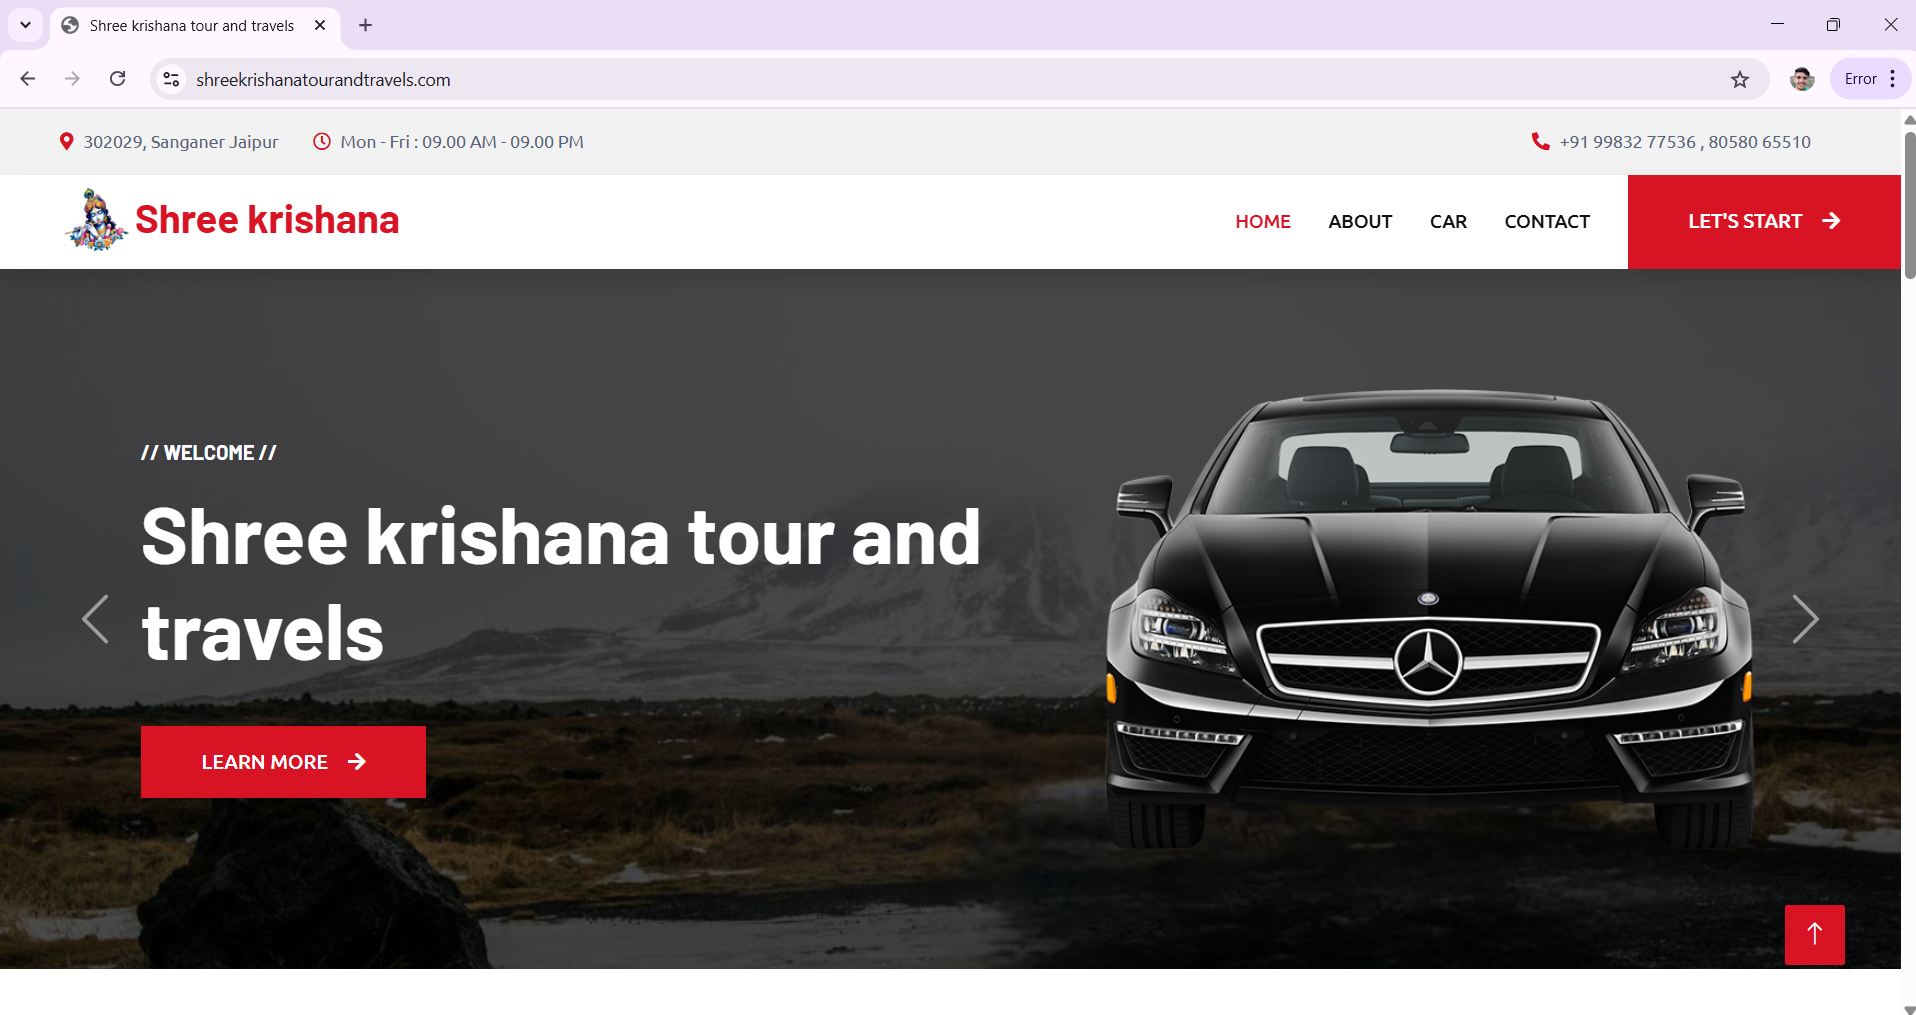 Shree krishana tour and travels
shreekrishanatourandtravels.com
Error
302029, Sanganer Jaipur
Mon - Fri : 09.00 AM - 09.00 PM
+91 99832 77536 , 80580 65510
Shree krishana
HOME
ABOUT
CAR
CONTACT
LET'S START
// WELCOME //
Shree krishana tour and
travels
LEARN MORE